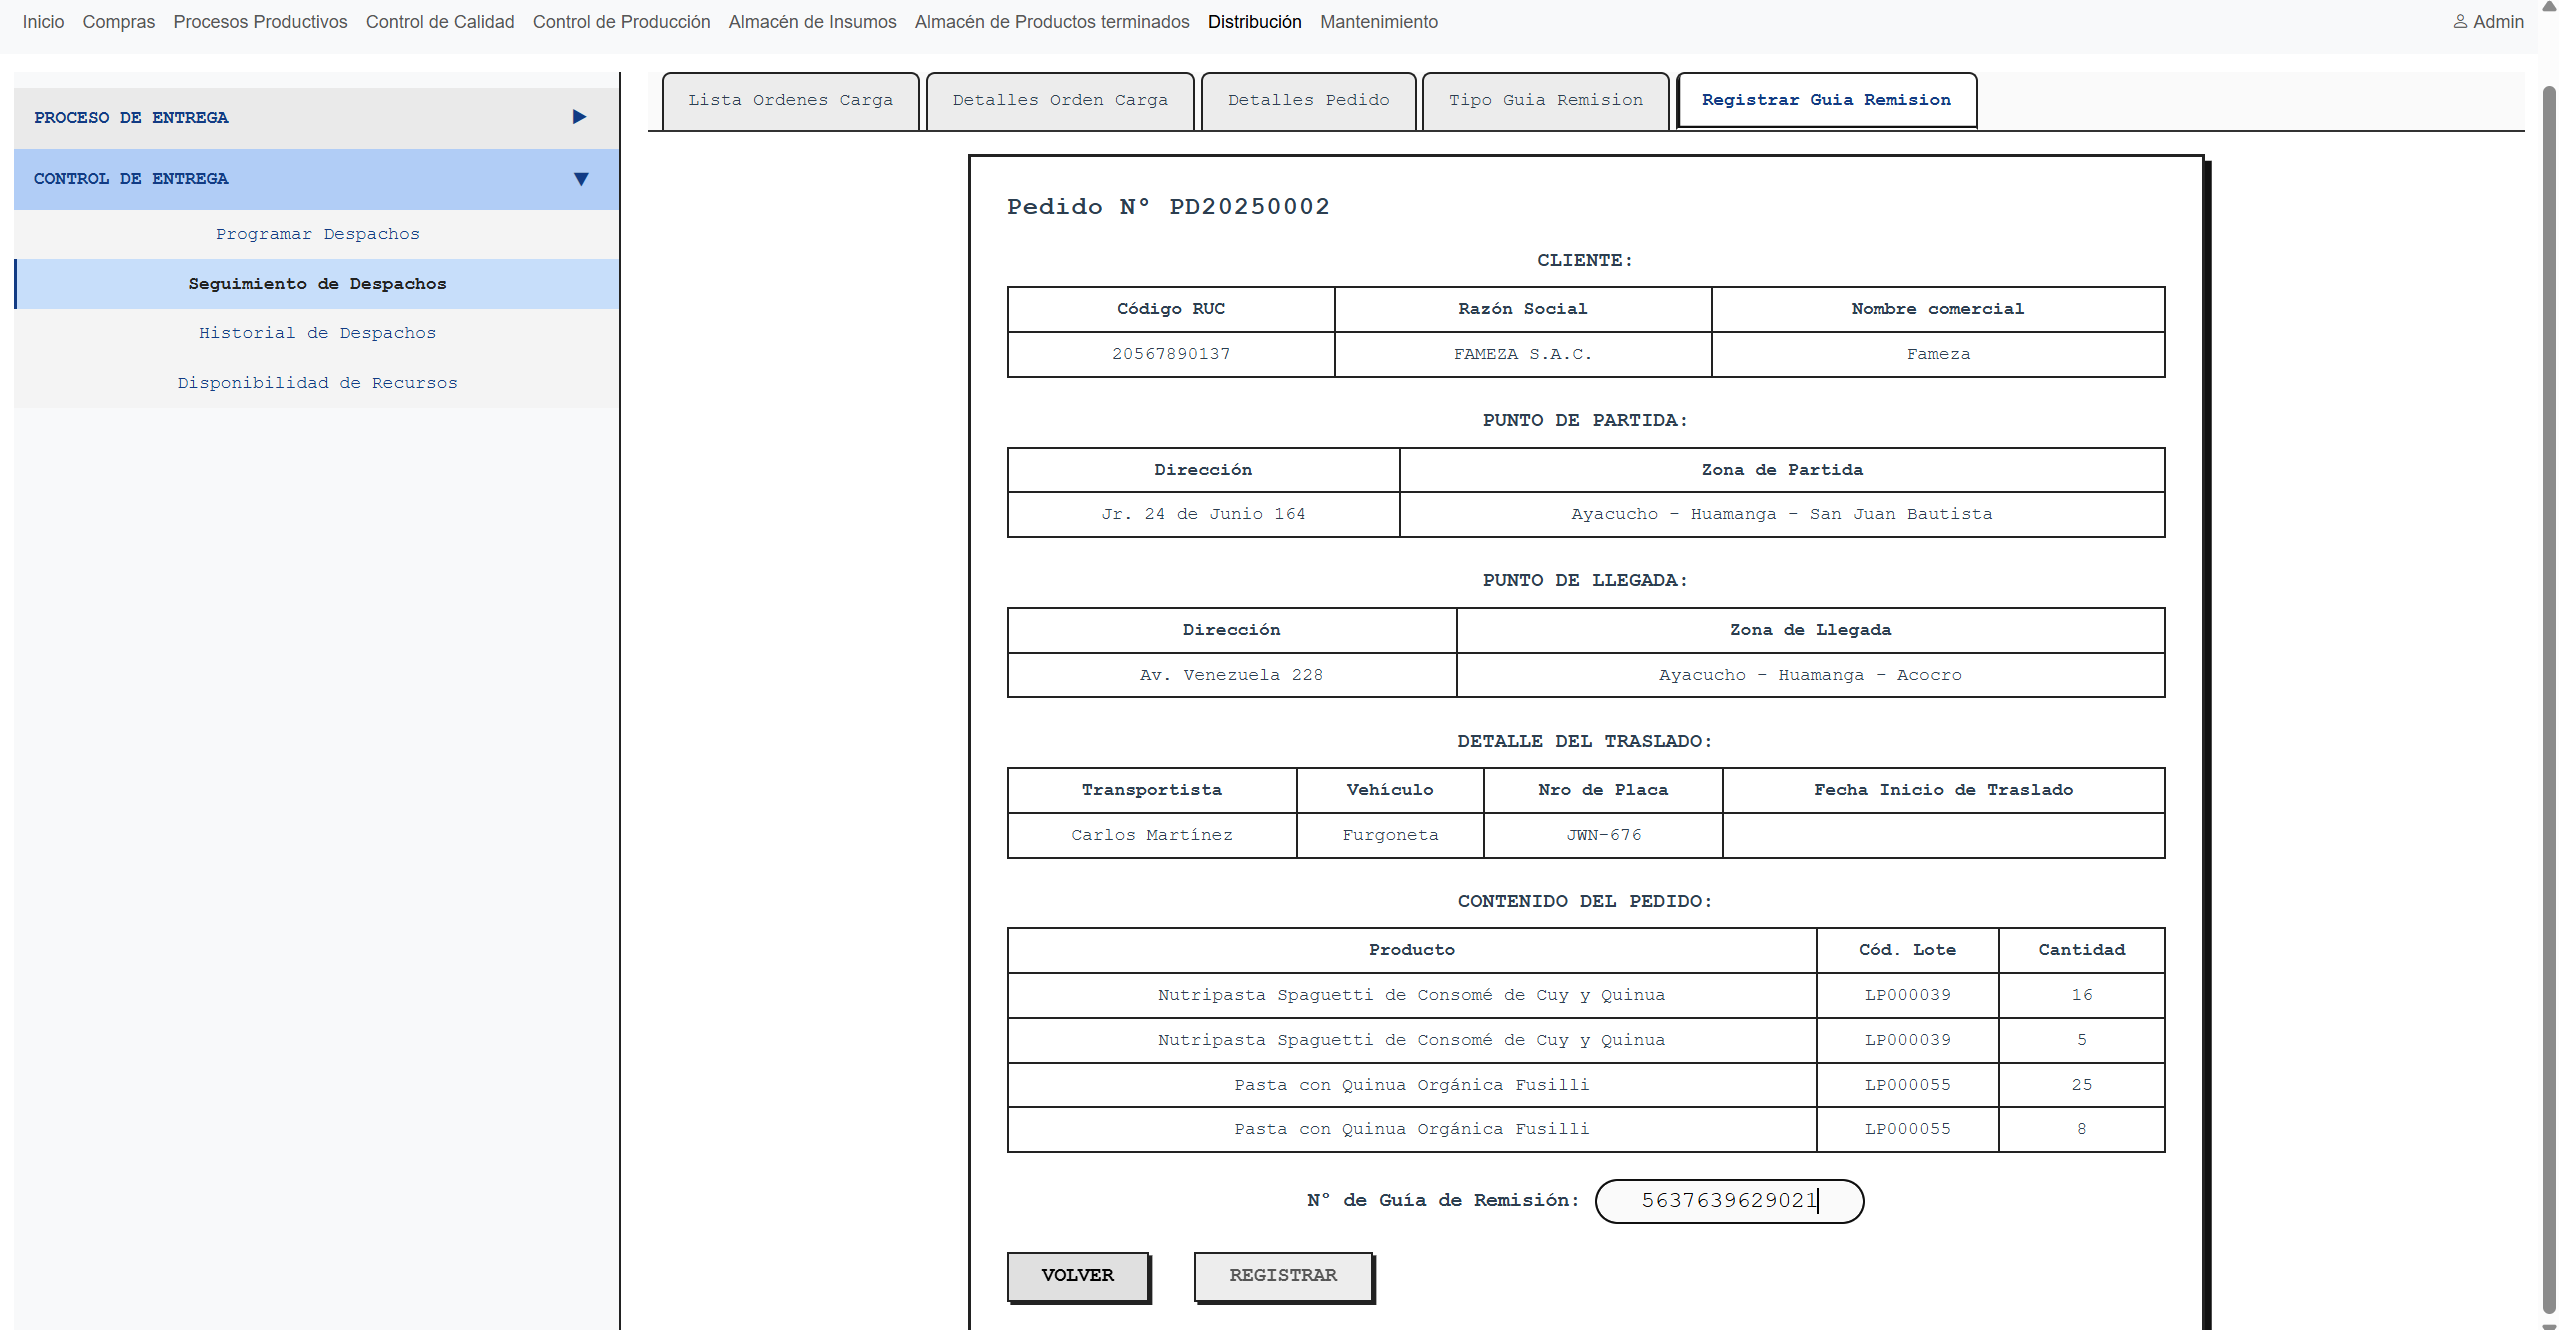 Inicio Compras Procesos Productivos Control de Calidad Control de Producción Almacén de Insumos Almacén de Productos terminados Distribución Mantenimiento Admin
PROCESO DE ENTREGA
CONTROL DE ENTREGA
Programar Despachos
Seguimiento de Despachos
Historial de Despachos
Disponibilidad de Recursos
Lista Ordenes Carga Detalles Orden Carga Detalles Pedido Tipo Guia Remision Registrar Guia Remision
Pedido N° PD20250002
CLIENTE:
Código RUC Razón Social Nombre comercial
20567890137 FAMEZA S.A.C. Fameza
PUNTO DE PARTIDA:
Dirección Zona de Partida
Jr. 24 de Junio 164 Ayacucho - Huamanga - San Juan Bautista
PUNTO DE LLEGADA:
Dirección Zona de Llegada
Av. Venezuela 228 Ayacucho - Huamanga - Acocro
DETALLE DEL TRASLADO:
Transportista Vehículo Nro de Placa Fecha Inicio de Traslado
Carlos Martínez Furgoneta JWN-676
CONTENIDO DEL PEDIDO:
Producto Cód. Lote Cantidad
Nutripasta Spaguetti de Consomé de Cuy y Quinua LP000039 16
Nutripasta Spaguetti de Consomé de Cuy y Quinua LP000039 5
Pasta con Quinua Orgánica Fusilli LP000055 25
Pasta con Quinua Orgánica Fusilli LP000055 8
N° de Guía de Remisión: 5637639629021
VOLVER REGISTRAR